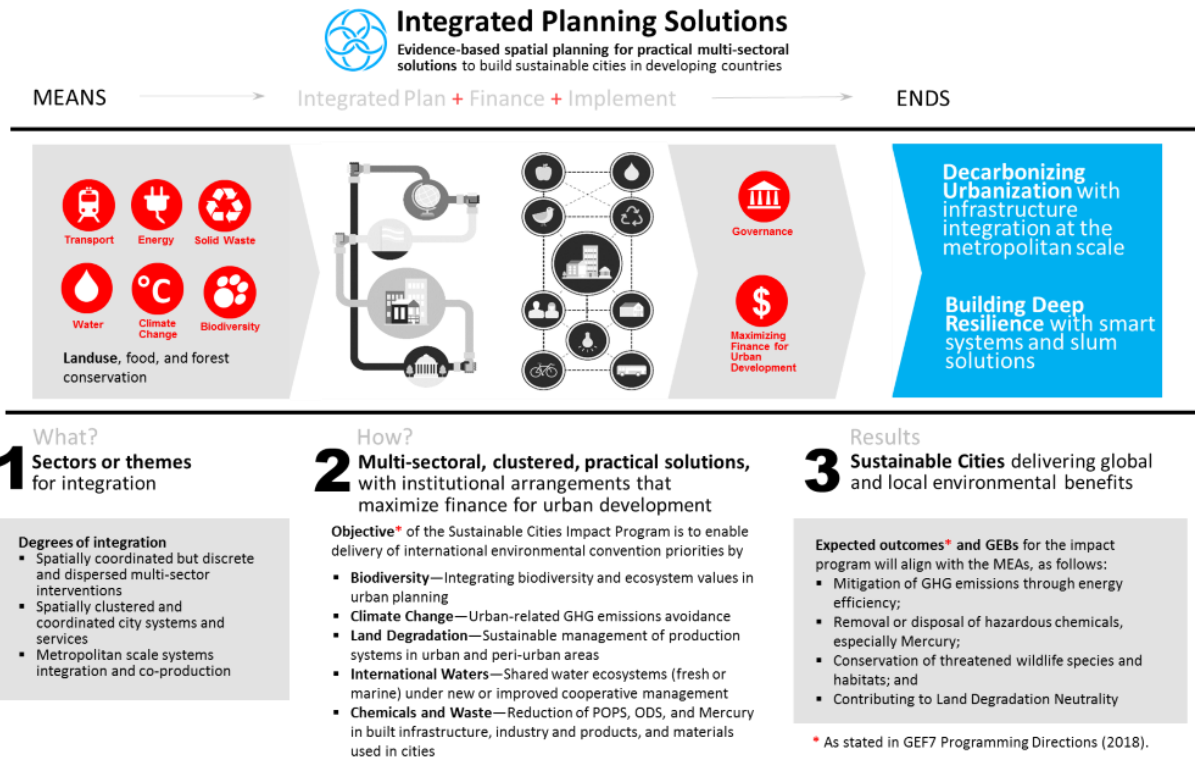 Integrated Planning Solutions
Evidence-based spatial planning for practical multi-sectoral
solutions to build sustainable cities in developing countries
MEANS
Integrated Plan + Finance + Implement
ENDS
Transport
Energy
Solid Waste
Water
Climate
Change
Biodiversity
Landuse, food, and forest
conservation
°C
Governance
$
Maximizing
Finance for
Urban
Development
Decarbonizing
Urbanization with
infrastructure
integration at the
metropolitan scale
Building Deep
Resilience with smart
systems and slum
solutions
1
What?
Sectors or themes
for integration
Degrees of integration
▪ Spatially coordinated but discrete
and dispersed multi-sector
interventions
▪ Spatially clustered and
coordinated city systems and
services
▪ Metropolitan scale systems
integration and co-production
2
How?
Multi-sectoral, clustered, practical solutions,
with institutional arrangements that
maximize finance for urban development
Objective* of the Sustainable Cities Impact Program is to enable
delivery of international environmental convention priorities by
▪ Biodiversity—Integrating biodiversity and ecosystem values in
urban planning
▪ Climate Change—Urban-related GHG emissions avoidance
▪ Land Degradation—Sustainable management of production
systems in urban and peri-urban areas
▪ International Waters—Shared water ecosystems (fresh or
marine) under new or improved cooperative management
▪ Chemicals and Waste—Reduction of POPS, ODS, and Mercury
in built infrastructure, industry and products, and materials
used in cities
3
Results
Sustainable Cities delivering global
and local environmental benefits
Expected outcomes* and GEBs for the impact
program will align with the MEAs, as follows:
▪ Mitigation of GHG emissions through energy
efficiency;
▪ Removal or disposal of hazardous chemicals,
especially Mercury;
▪ Conservation of threatened wildlife species and
habitats; and
▪ Contributing to Land Degradation Neutrality
* As stated in GEF7 Programming Directions (2018).